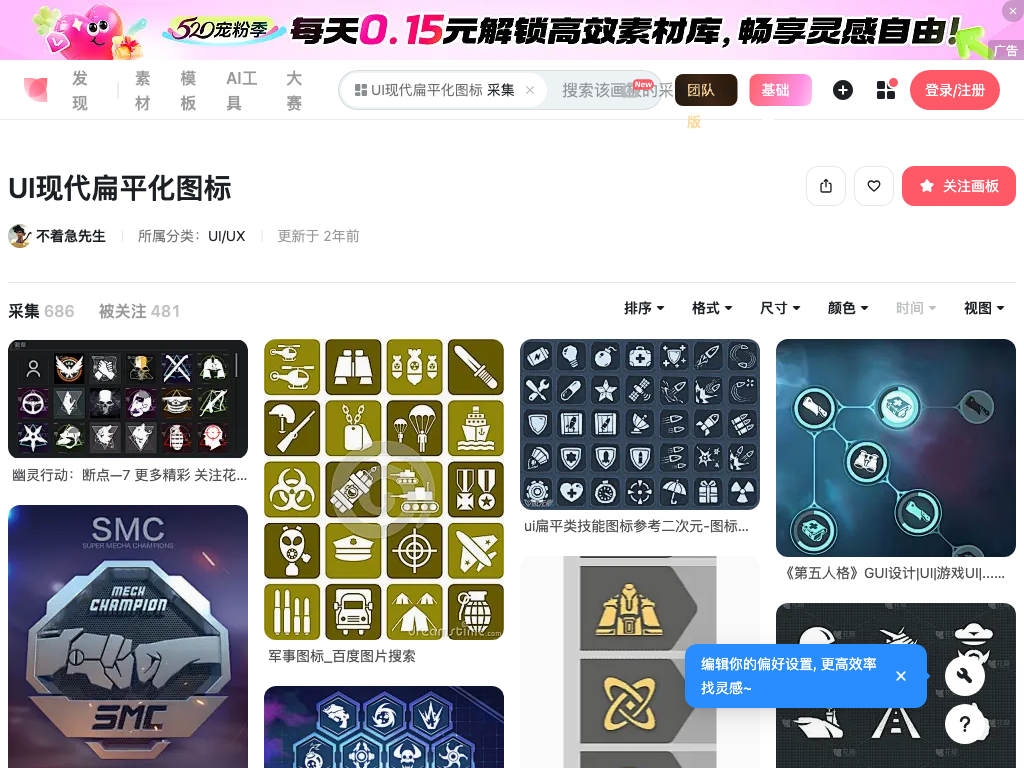 520宠粉季
每天0.15元解锁高效素材库,畅享灵感自由!
广告
发现
素材
模板
AI工具
大赛
UI现代扁平化图标 采集
搜索该画板的采
New
团队版
基础
登录/注册
UI现代扁平化图标
关注画板
不着急先生
所属分类：UI/UX
更新于 2年前
采集 686
被关注 481
排序
格式
尺寸
颜色
时间
视图
幽灵行动：断点—7 更多精彩 关注花...
SMC
SUPER MECHA CHAMPIONS
MECH
CHAMPION
SMC
dreamstime.com
军事图标_百度图片搜索
ui扁平类技能图标参考二次元-图标...
《第五人格》GUI设计|UI|游戏UI|......
花瓣
编辑你的偏好设置, 更高效率
找灵感~
?